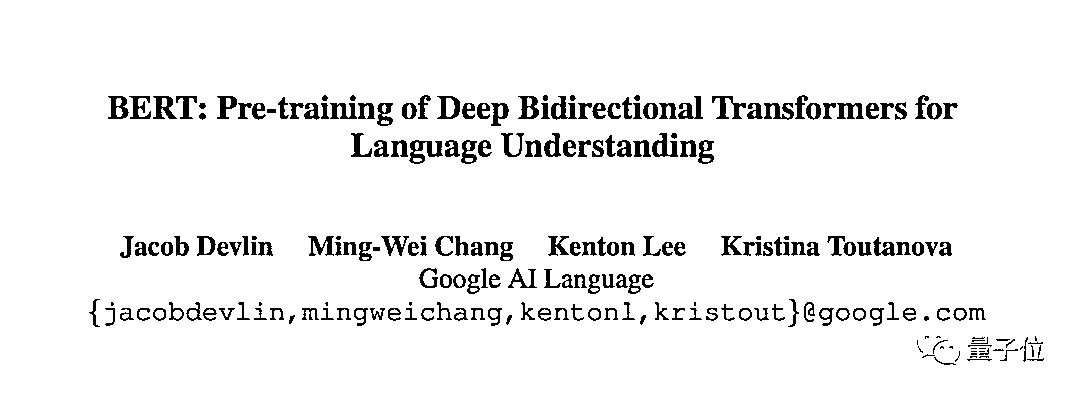 BERT: Pre-training of Deep Bidirectional Transformers for
Language Understanding
Jacob Devlin Ming-Wei Chang Kenton Lee Kristina Toutanova
Google AI Language
{jacobdevlin,mingweichang,kentonl,kristout}@google.com
量子位